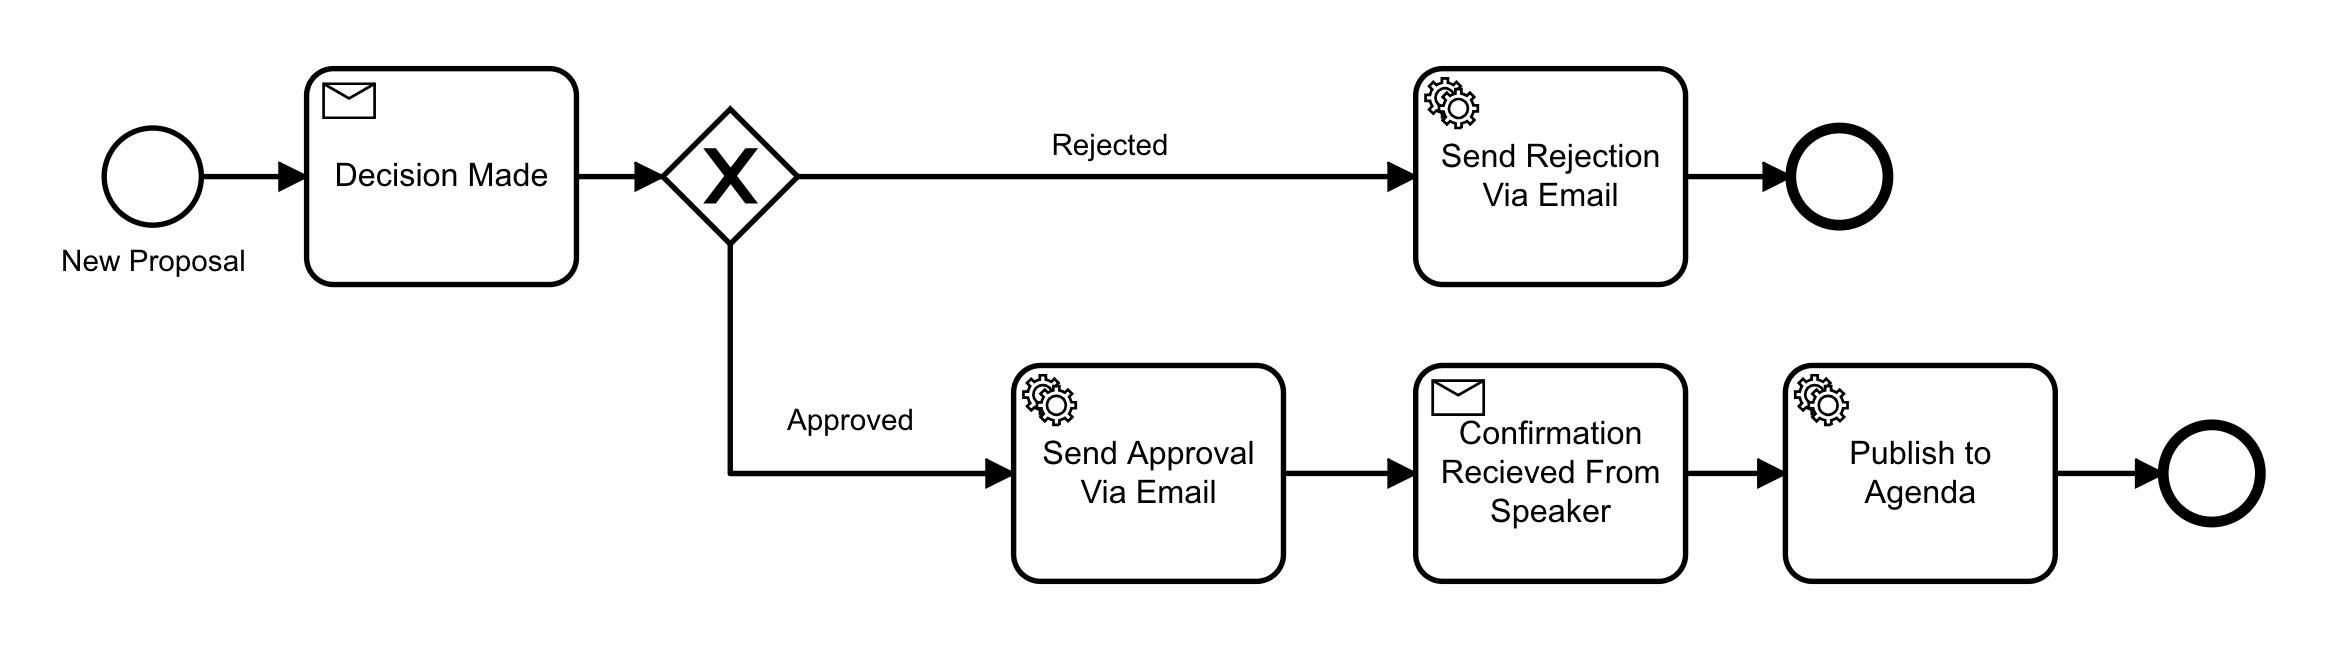 New Proposal
Decision Made
X
Rejected
Send Rejection
Via Email
Approved
Send Approval
Via Email
Confirmation
Recieved From
Speaker
Publish to
Agenda